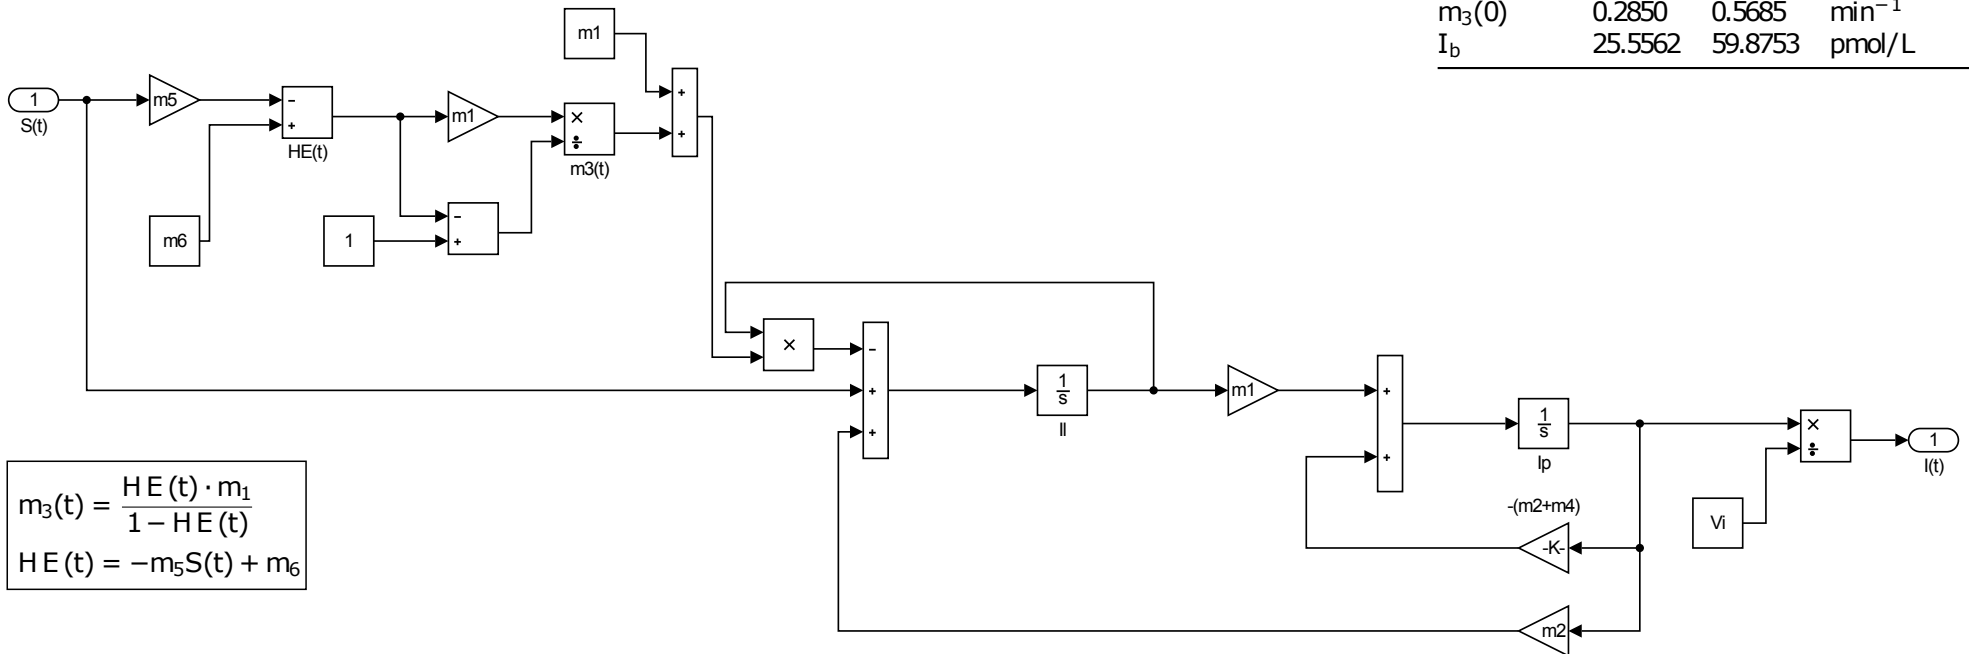 m₃(0) 0.2850 0.5685 min⁻¹
I_b 25.5562 59.8753 pmol/L
m1
1
S(t)
m5
-
+
HE(t)
m1
×
÷
m3(t)
+
+
m6
1
-
+
×
-
+
+
1/s
Il
m1
+
+
1/s
Ip
×
÷
1
I(t)
-(m2+m4)
-K-
Vi
m2
m₃(t) = HE(t) · m₁ / 1 − HE(t)
HE(t) = −m₅S(t) + m₆